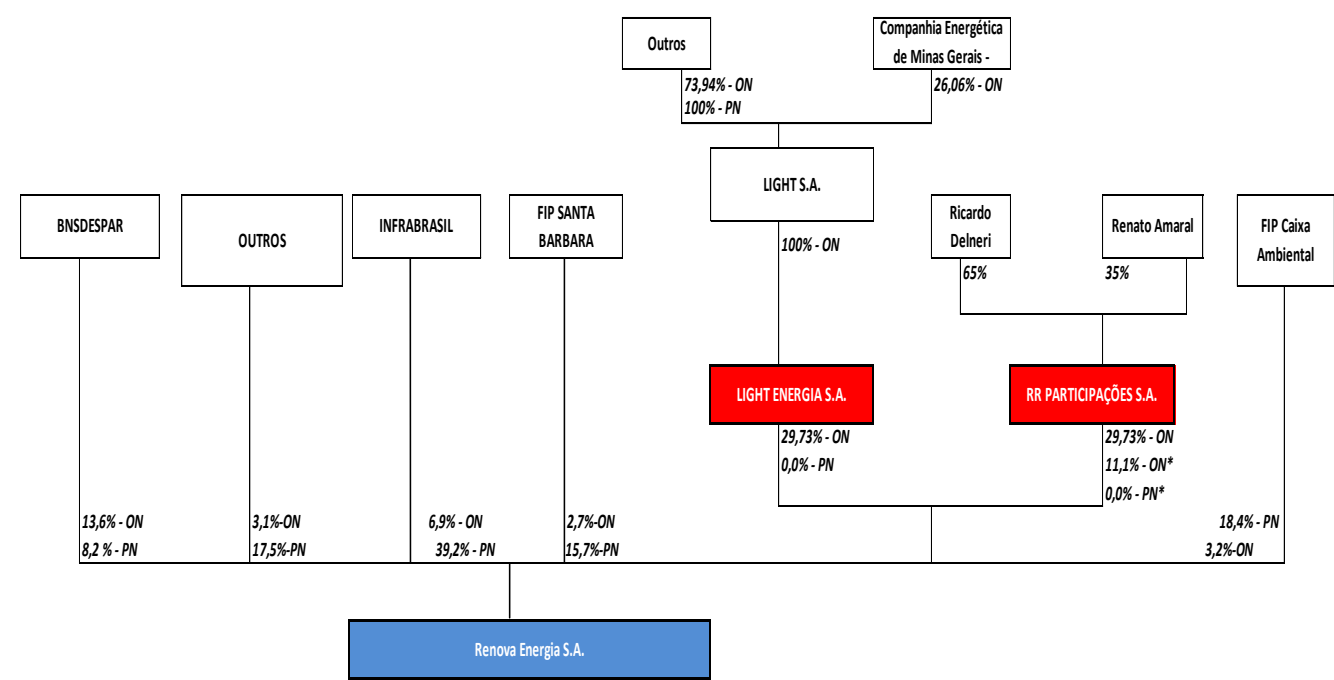 Outros
Companhia Energética
de Minas Gerais -
73,94% - ON
100% - PN
26,06% - ON
LIGHT S.A.
100% - ON
BNSDESPAR
OUTROS
INFRABRASIL
FIP SANTA
BARBARA
Ricardo
Delneri
Renato Amaral
FIP Caixa
Ambiental
65%
35%
LIGHT ENERGIA S.A.
RR PARTICIPAÇÕES S.A.
29,73% - ON
0,0% - PN
29,73% - ON
11,1% - ON*
0,0% - PN*
13,6% - ON
8,2 % - PN
3,1%-ON
17,5%-PN
6,9% - ON
39,2% - PN
2,7%-ON
15,7%-PN
18,4% - PN
3,2%-ON
Renova Energia S.A.